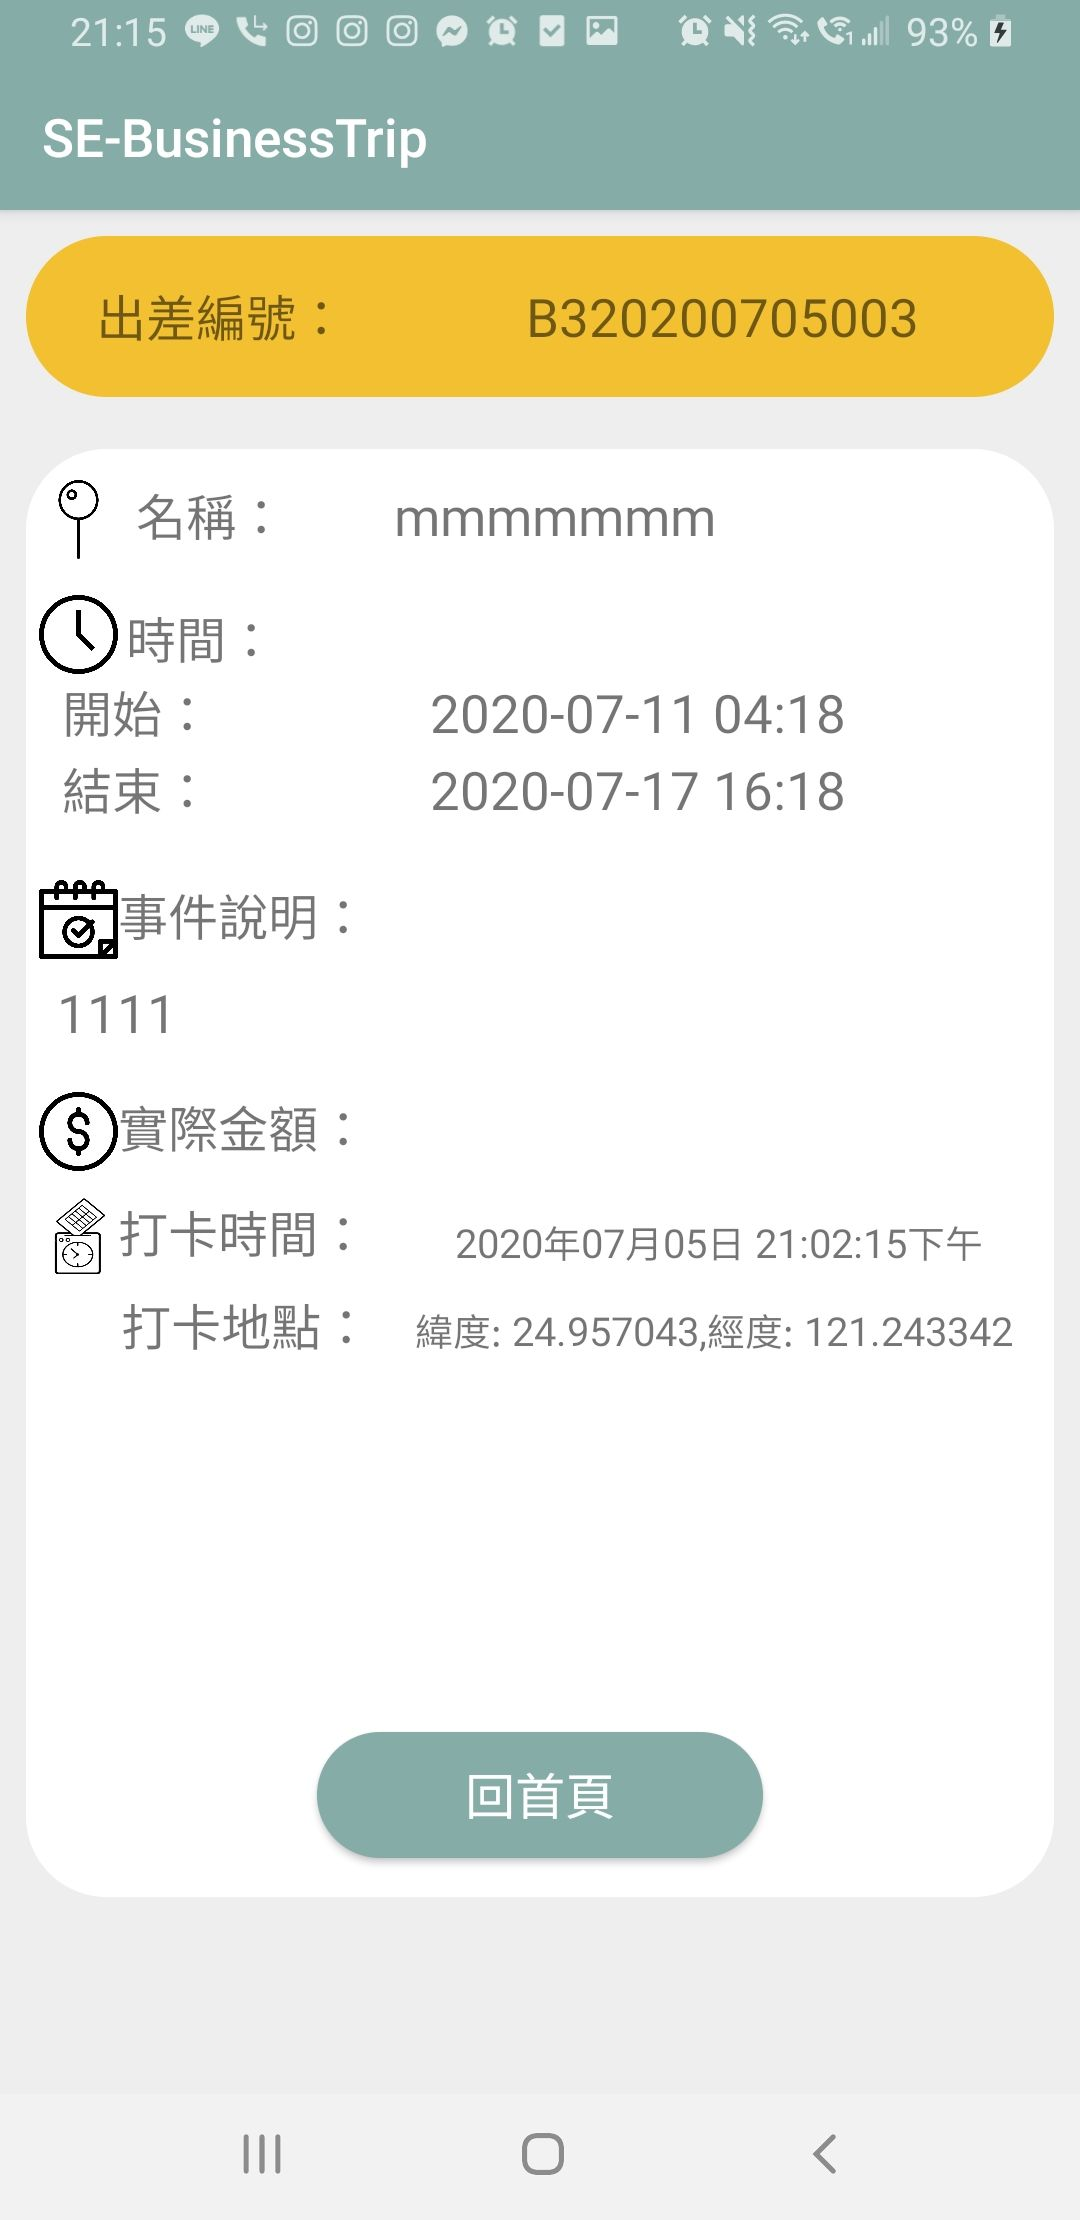 21:15 LINE 93%
SE-BusinessTrip
出差編號： B320200705003
名稱： mmmmmmm
時間：
開始： 2020-07-11 04:18
結束： 2020-07-17 16:18
事件說明：
1111
實際金額：
打卡時間： 2020年07月05日 21:02:15下午
打卡地點： 緯度: 24.957043,經度: 121.243342
回首頁